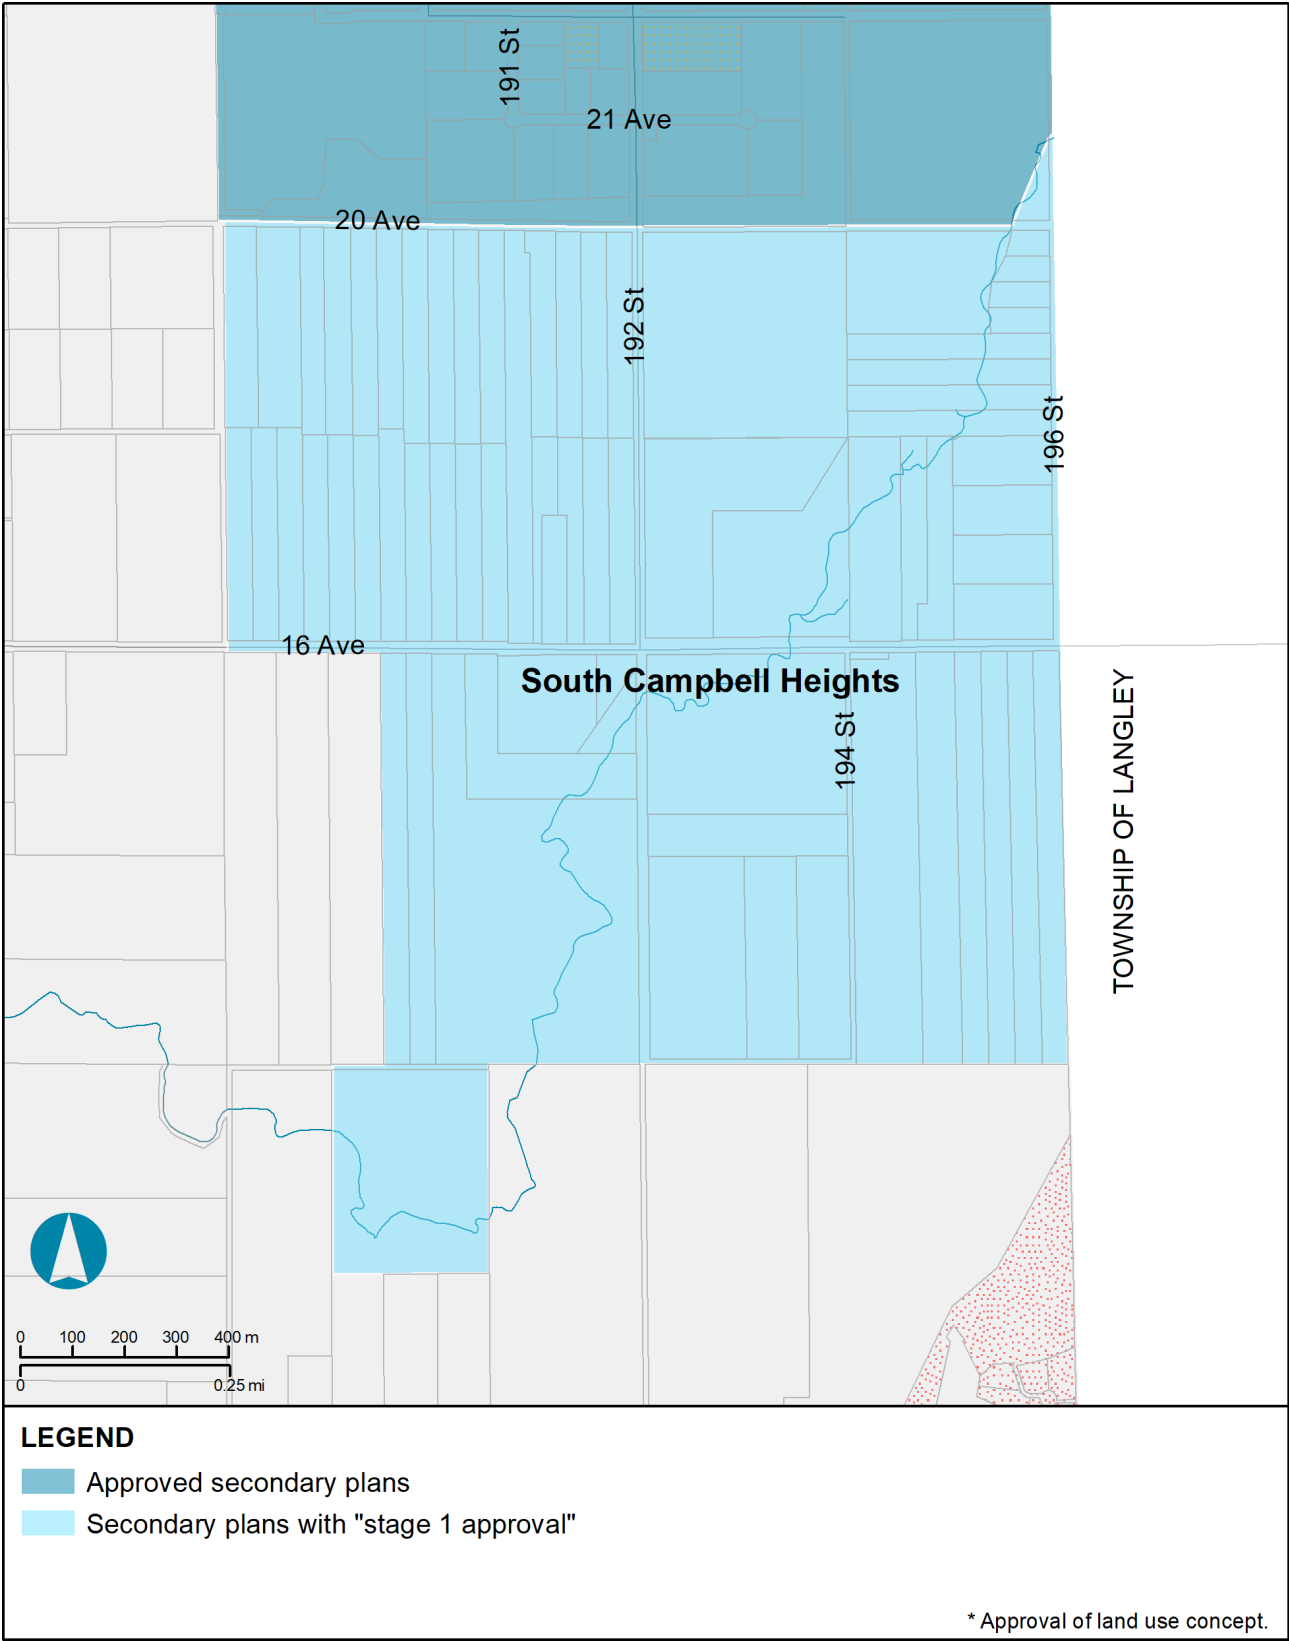 191 St
21 Ave
20 Ave
192 St
196 St
16 Ave
South Campbell Heights
194 St
TOWNSHIP OF LANGLEY
0 100 200 300 400 m
0 0.25 mi
LEGEND
Approved secondary plans
Secondary plans with "stage 1 approval"
* Approval of land use concept.